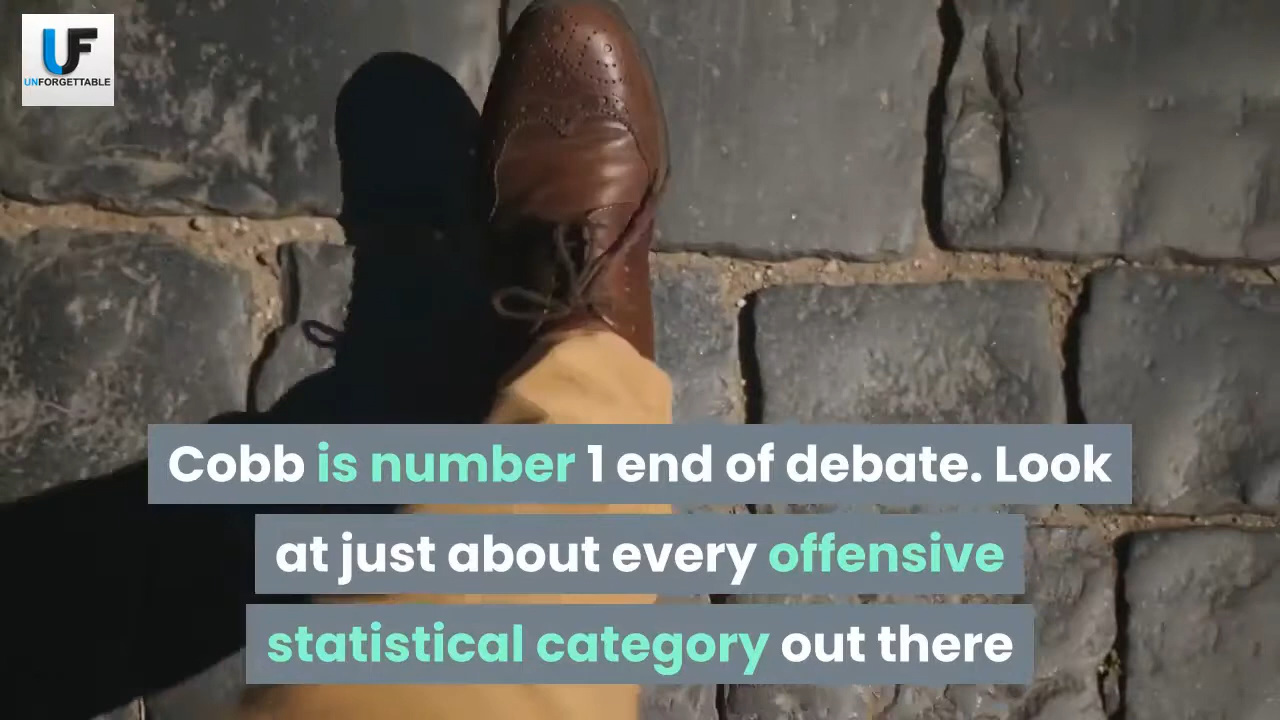 UF
UNFORGETTABLE
Cobb is number 1 end of debate. Look
at just about every offensive
statistical category out there